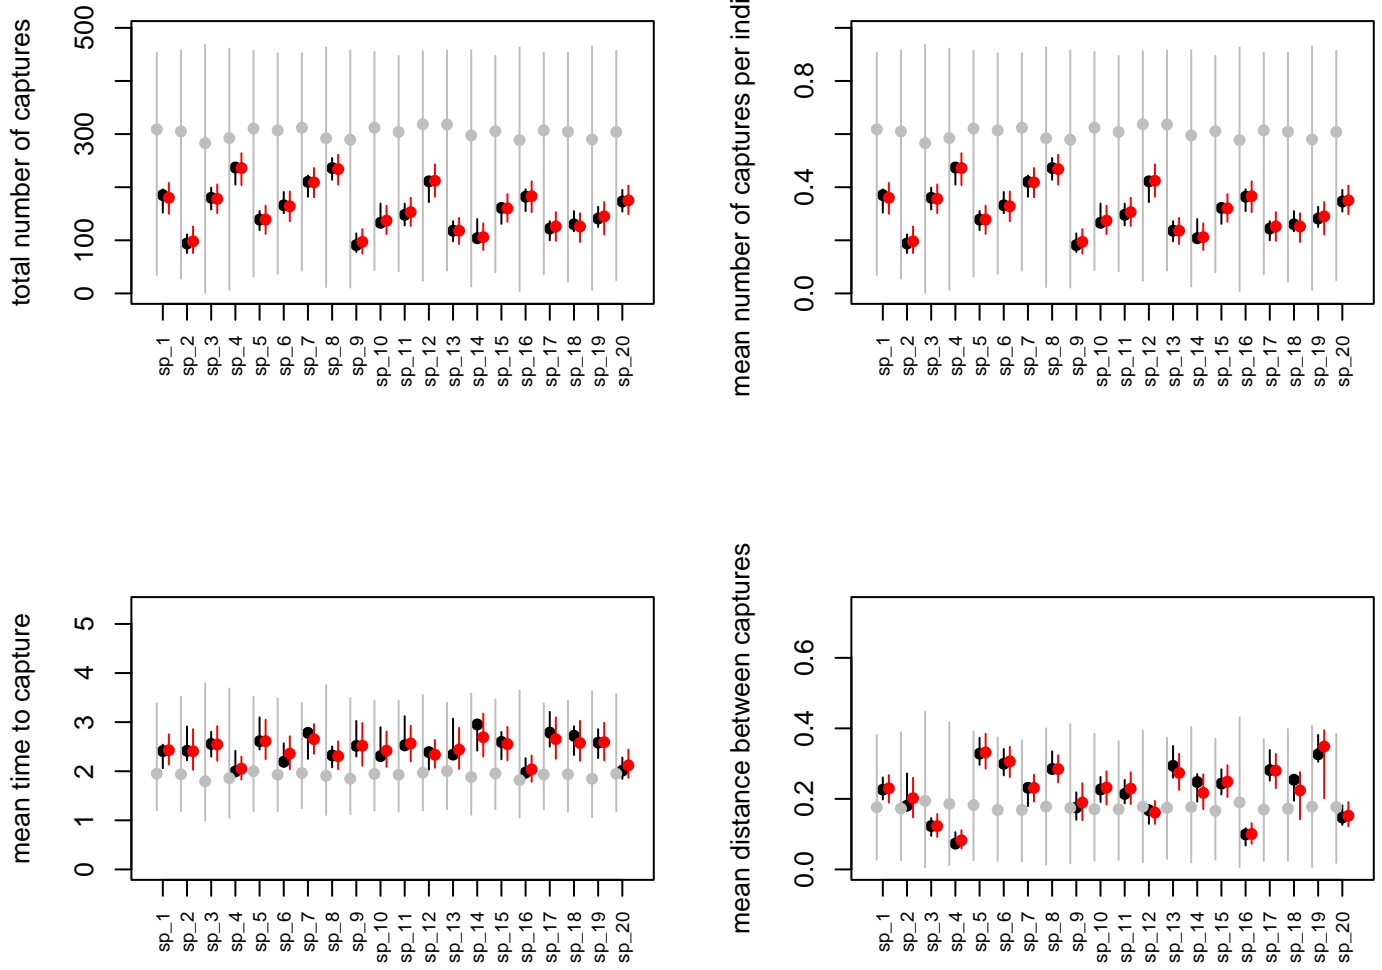 total number of captures
0
100
300
500
sp_1
sp_2
sp_3
sp_4
sp_5
sp_6
sp_7
sp_8
sp_9
sp_10
sp_11
sp_12
sp_13
sp_14
sp_15
sp_16
sp_17
sp_18
sp_19
sp_20
mean number of captures per indi
0.0
0.4
0.8
sp_1
sp_2
sp_3
sp_4
sp_5
sp_6
sp_7
sp_8
sp_9
sp_10
sp_11
sp_12
sp_13
sp_14
sp_15
sp_16
sp_17
sp_18
sp_19
sp_20
mean time to capture
0
1
2
3
4
5
sp_1
sp_2
sp_3
sp_4
sp_5
sp_6
sp_7
sp_8
sp_9
sp_10
sp_11
sp_12
sp_13
sp_14
sp_15
sp_16
sp_17
sp_18
sp_19
sp_20
mean distance between captures
0.0
0.2
0.4
0.6
sp_1
sp_2
sp_3
sp_4
sp_5
sp_6
sp_7
sp_8
sp_9
sp_10
sp_11
sp_12
sp_13
sp_14
sp_15
sp_16
sp_17
sp_18
sp_19
sp_20